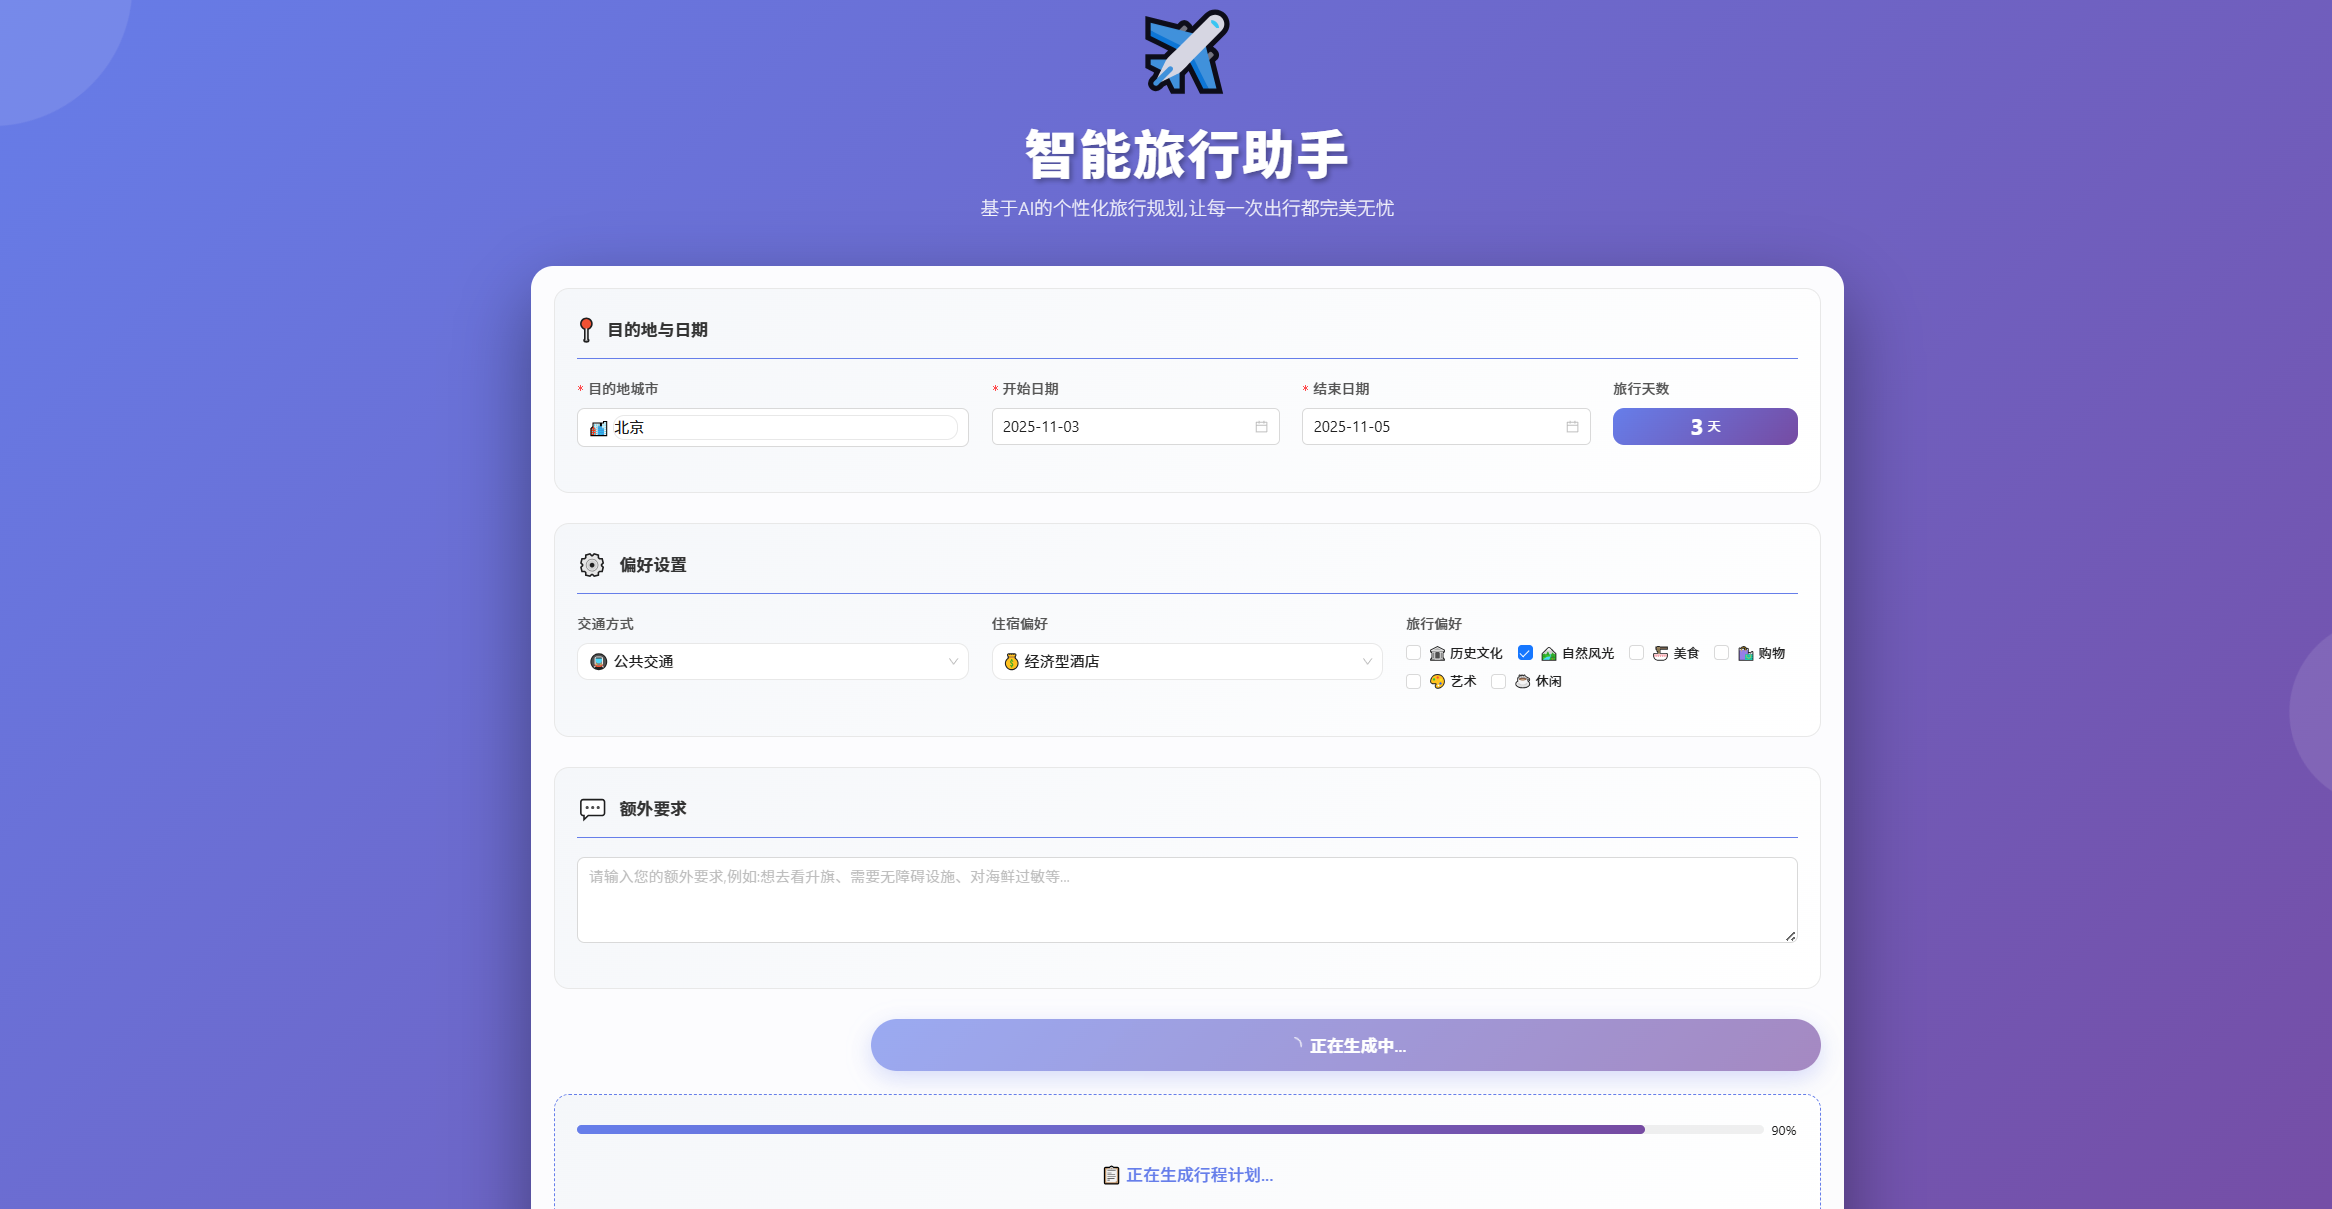 智能旅行助手
基于AI的个性化旅行规划,让每一次出行都完美无忧
目的地与日期
* 目的地城市
北京
* 开始日期
2025-11-03
* 结束日期
2025-11-05
旅行天数
3 天
偏好设置
交通方式
公共交通
住宿偏好
经济型酒店
旅行偏好
历史文化 自然风光 美食 购物
艺术 休闲
额外要求
请输入您的额外要求,例如:想去看升旗、需要无障碍设施、对海鲜过敏等...
正在生成中...
90%
正在生成行程计划...